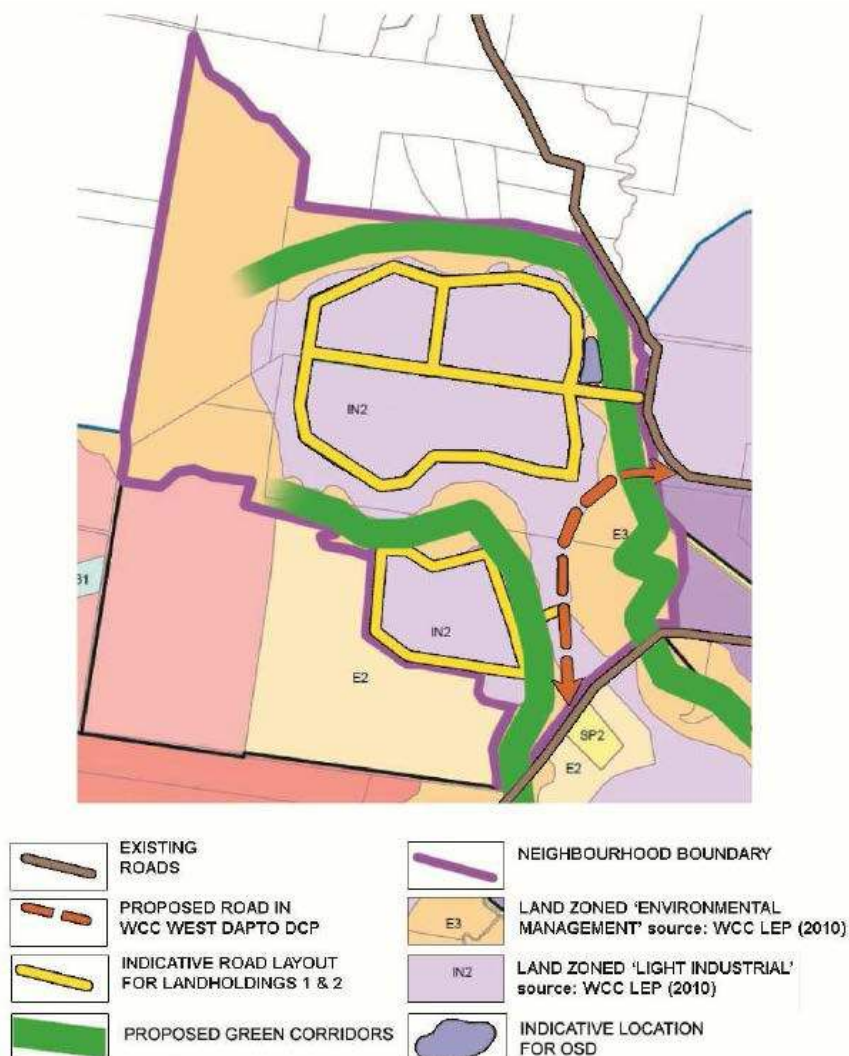 IN2
E3
31
IN2
E2
SP2
E2
EXISTING
ROADS
NEIGHBOURHOOD BOUNDARY
PROPOSED ROAD IN
WCC WEST DAPTO DCP
E3
LAND ZONED ‘ENVIRONMENTAL
MANAGEMENT’ source: WCC LEP (2010)
INDICATIVE ROAD LAYOUT
FOR LANDHOLDINGS 1 & 2
IN2
LAND ZONED ‘LIGHT INDUSTRIAL’
source: WCC LEP (2010)
PROPOSED GREEN CORRIDORS
INDICATIVE LOCATION
FOR OSD